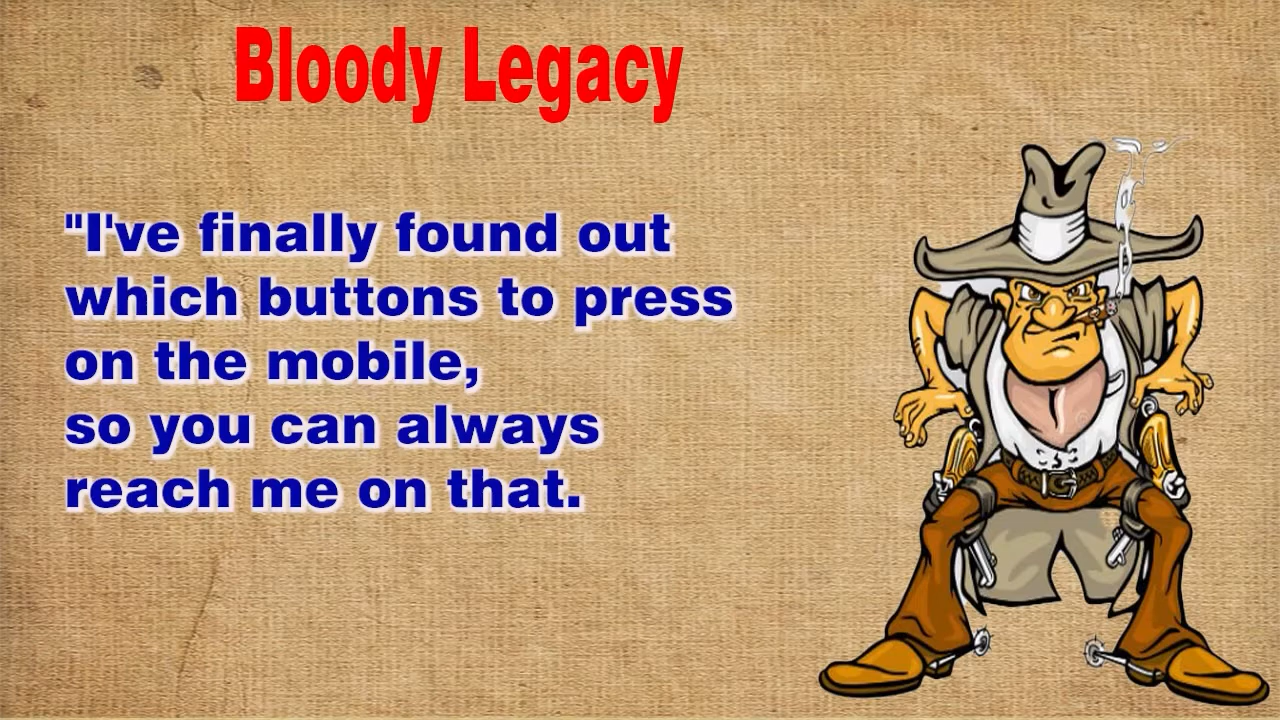 Bloody Legacy
"I've finally found out
which buttons to press
on the mobile,
so you can always
reach me on that.